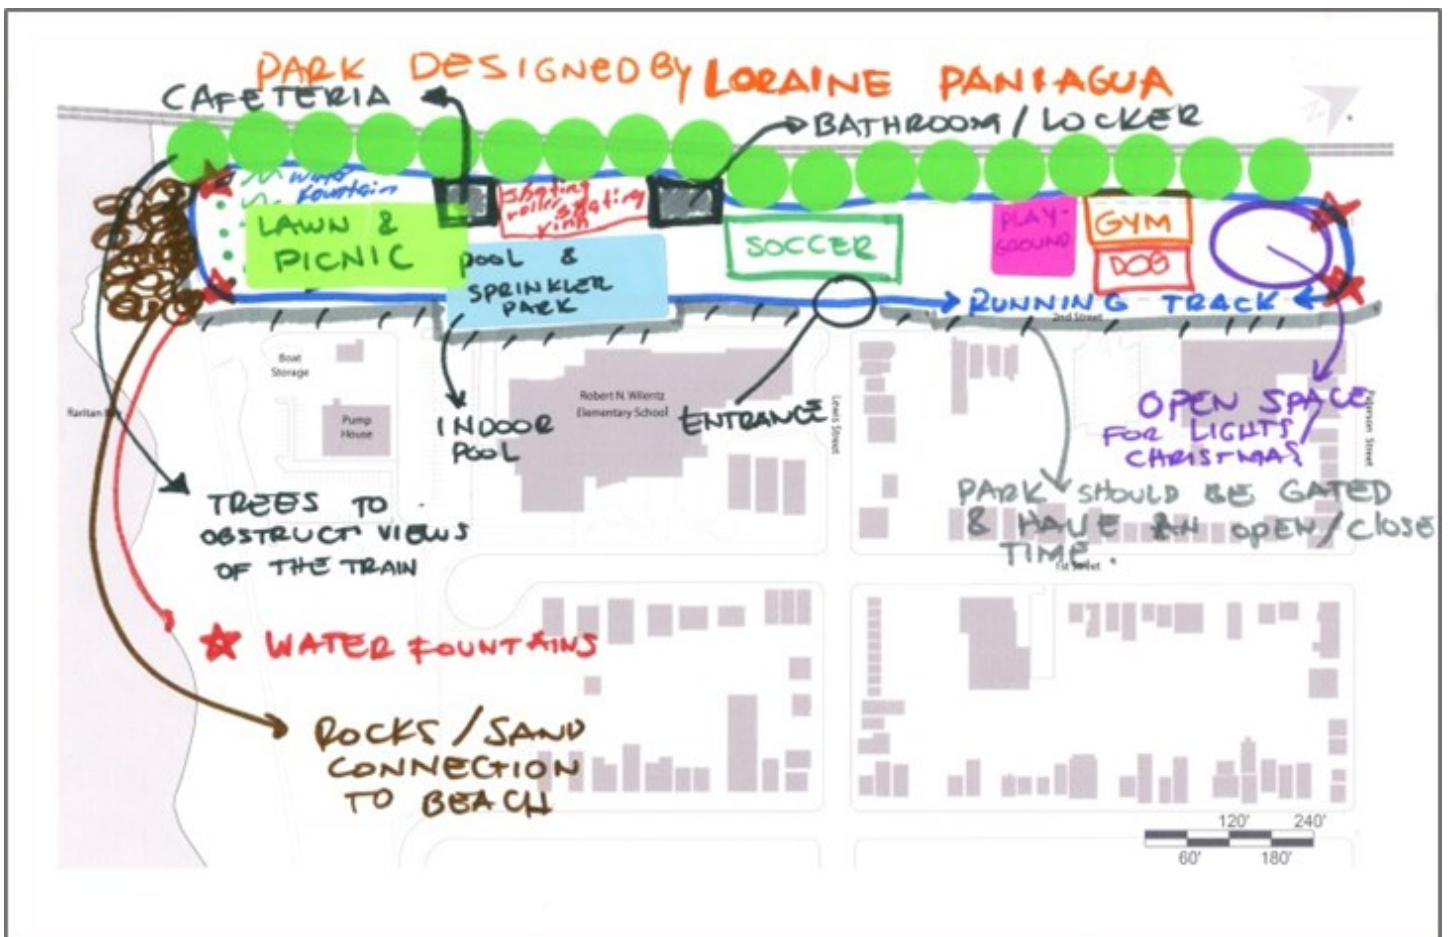 PARK DESIGNED BY LORAINE PANIAGUA
CAFETERIA
BATHROOM / LOCKER
Water
Fountain
LAWN &
PICNIC
Skating
roller skating
rink
POOL &
SPRINKLER
PARK
SOCCER
PLAY-
GROUND
GYM
DOG
RUNNING TRACK
2nd Street
Boat
Storage
Pump
House
Raritan Bay
INDOOR
POOL
Robert N. Wilentz
Elementary School
ENTRANCE
Lewis Street
OPEN SPACE
FOR LIGHTS
CHRISTMAS
Paterson Street
PARK SHOULD BE GATED
& HAVE AN OPEN/CLOSE
TIME.
1st Street
TREES TO
OBSTRUCT VIEWS
OF THE TRAIN
WATER FOUNTAINS
ROCKS / SAND
CONNECTION
TO BEACH
120' 240'
60' 180'